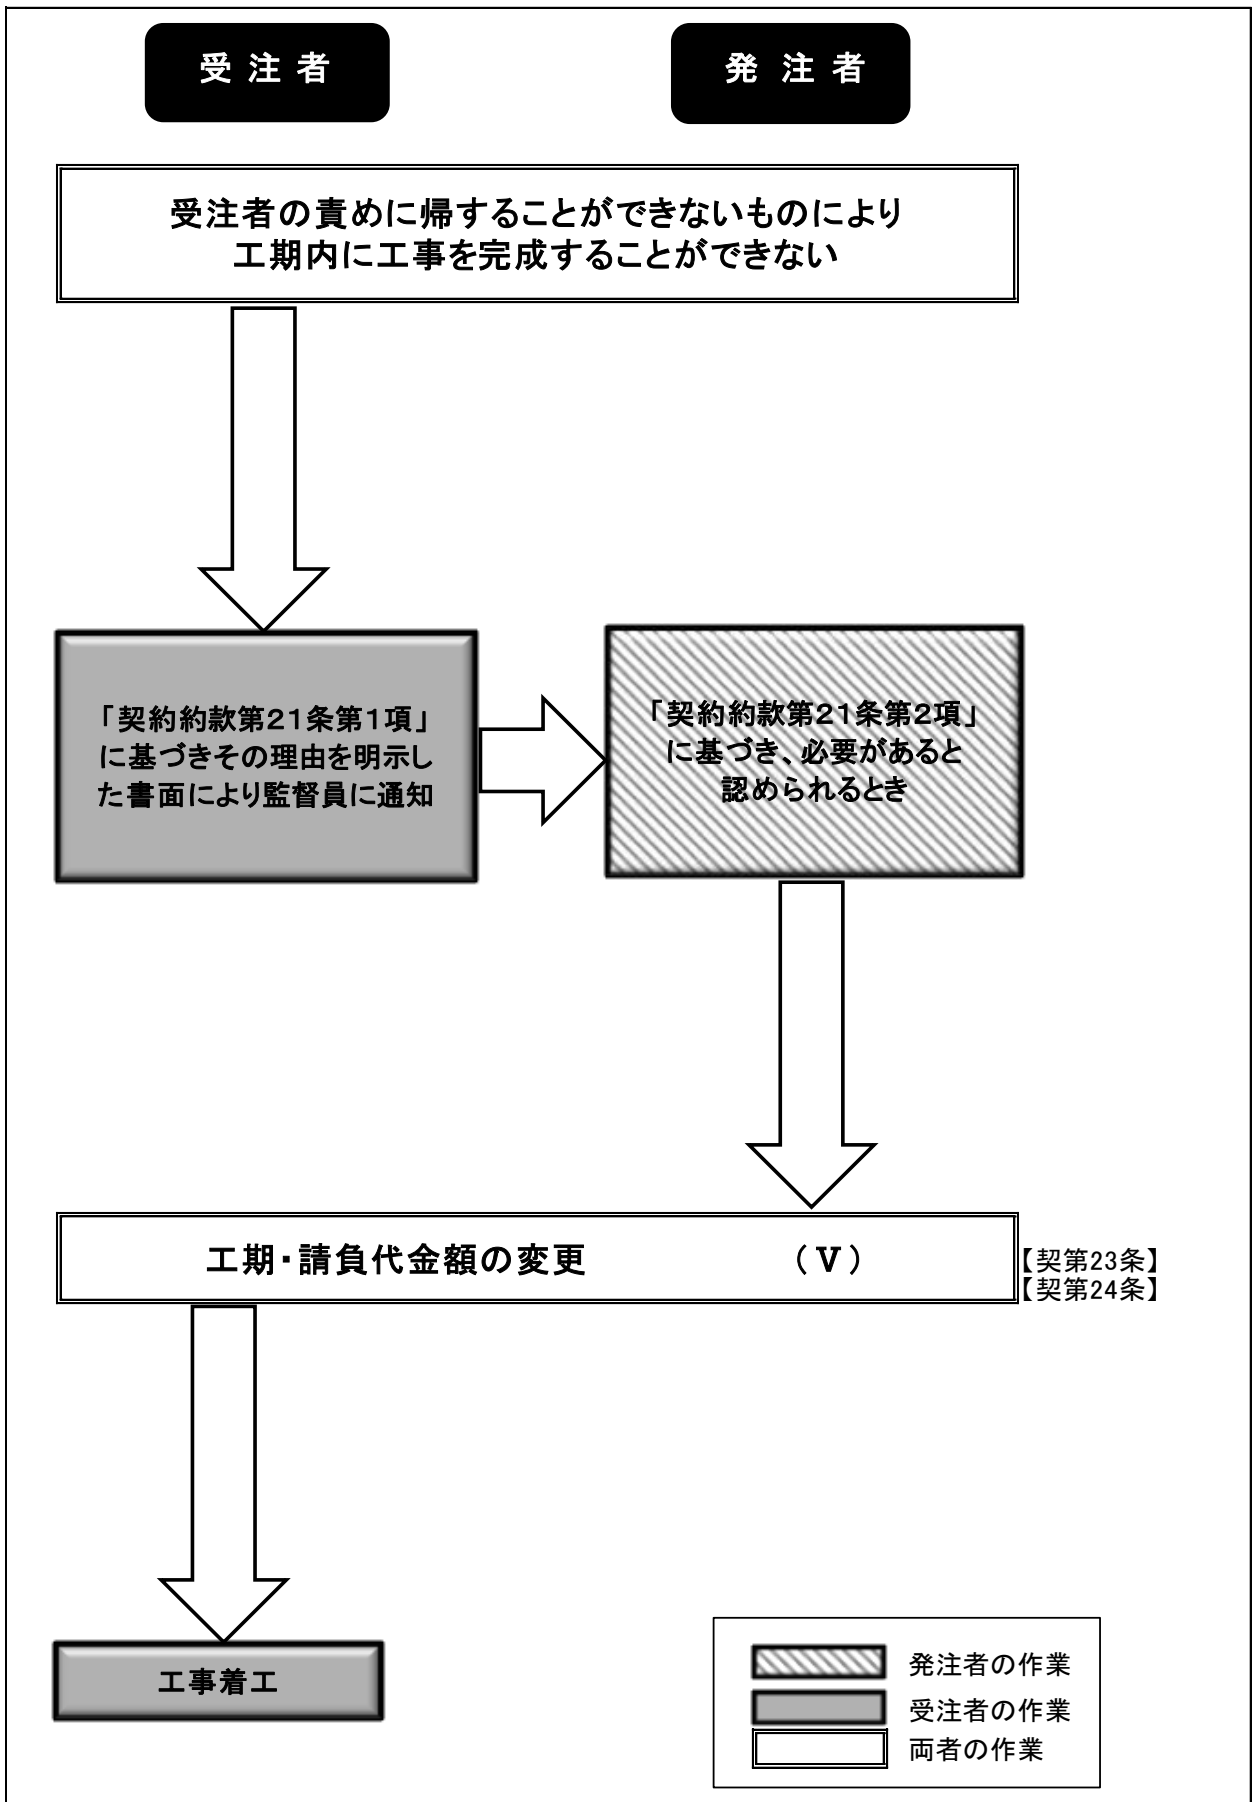 受 注 者
発 注 者
受注者の責めに帰することができないものにより
工期内に工事を完成することができない
「契約約款第21条第1項」
に基づきその理由を明示し
た書面により監督員に通知
「契約約款第21条第2項」
に基づき、必要があると
認められるとき
工期・請負代金額の変更 （Ⅴ）
【契第23条】
【契第24条】
工事着工
発注者の作業
受注者の作業
両者の作業